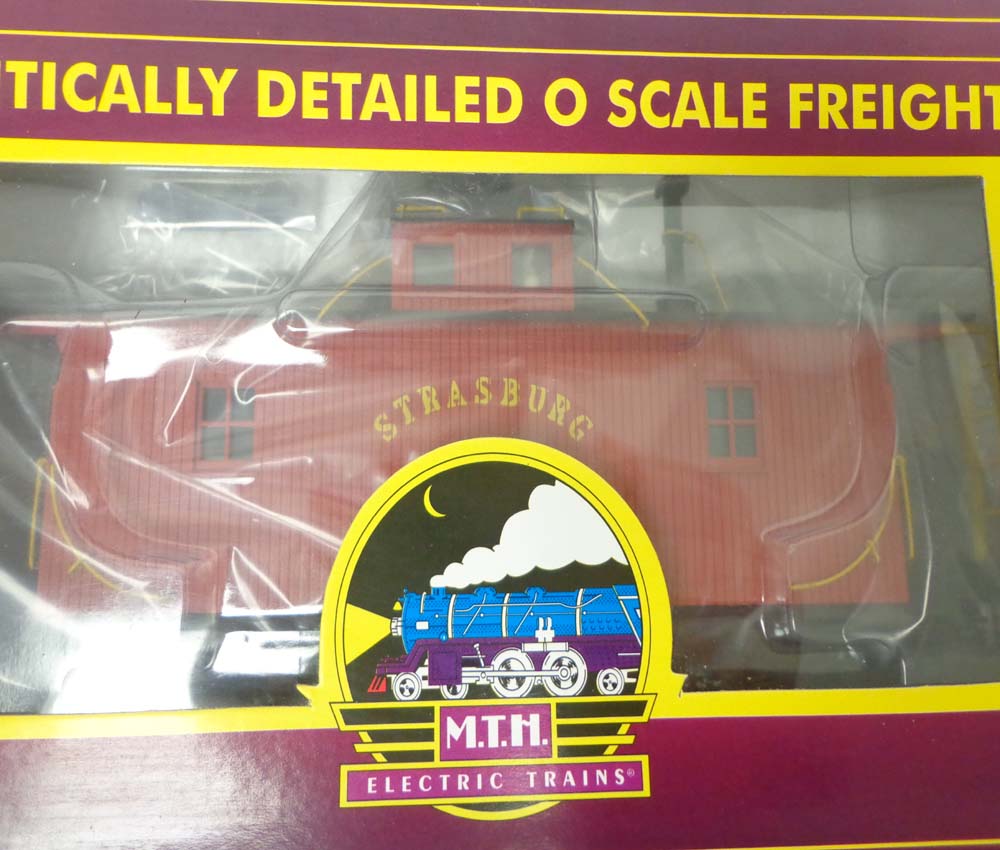 TICALLY DETAILED O SCALE FREIGHT
STRASBURG
M.T.H.
ELECTRIC TRAINS®